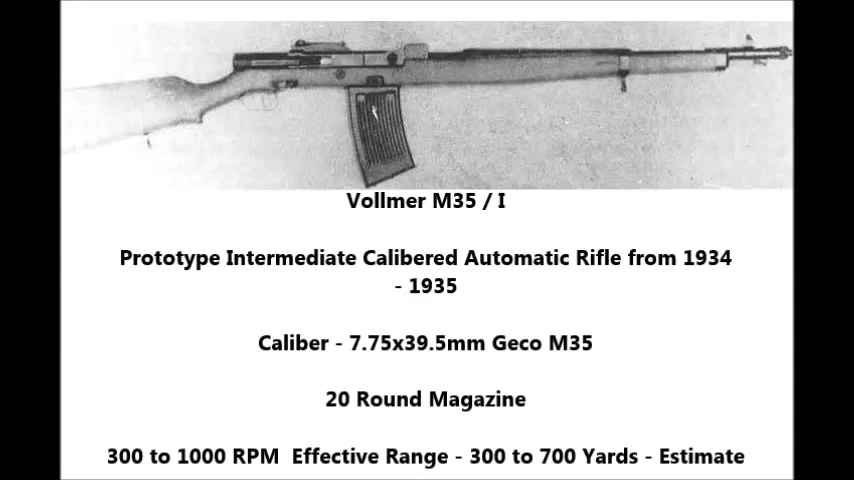 Vollmer M35 / I
Prototype Intermediate Calibered Automatic Rifle from 1934
- 1935
Caliber - 7.75x39.5mm Geco M35
20 Round Magazine
300 to 1000 RPM  Effective Range - 300 to 700 Yards - Estimate